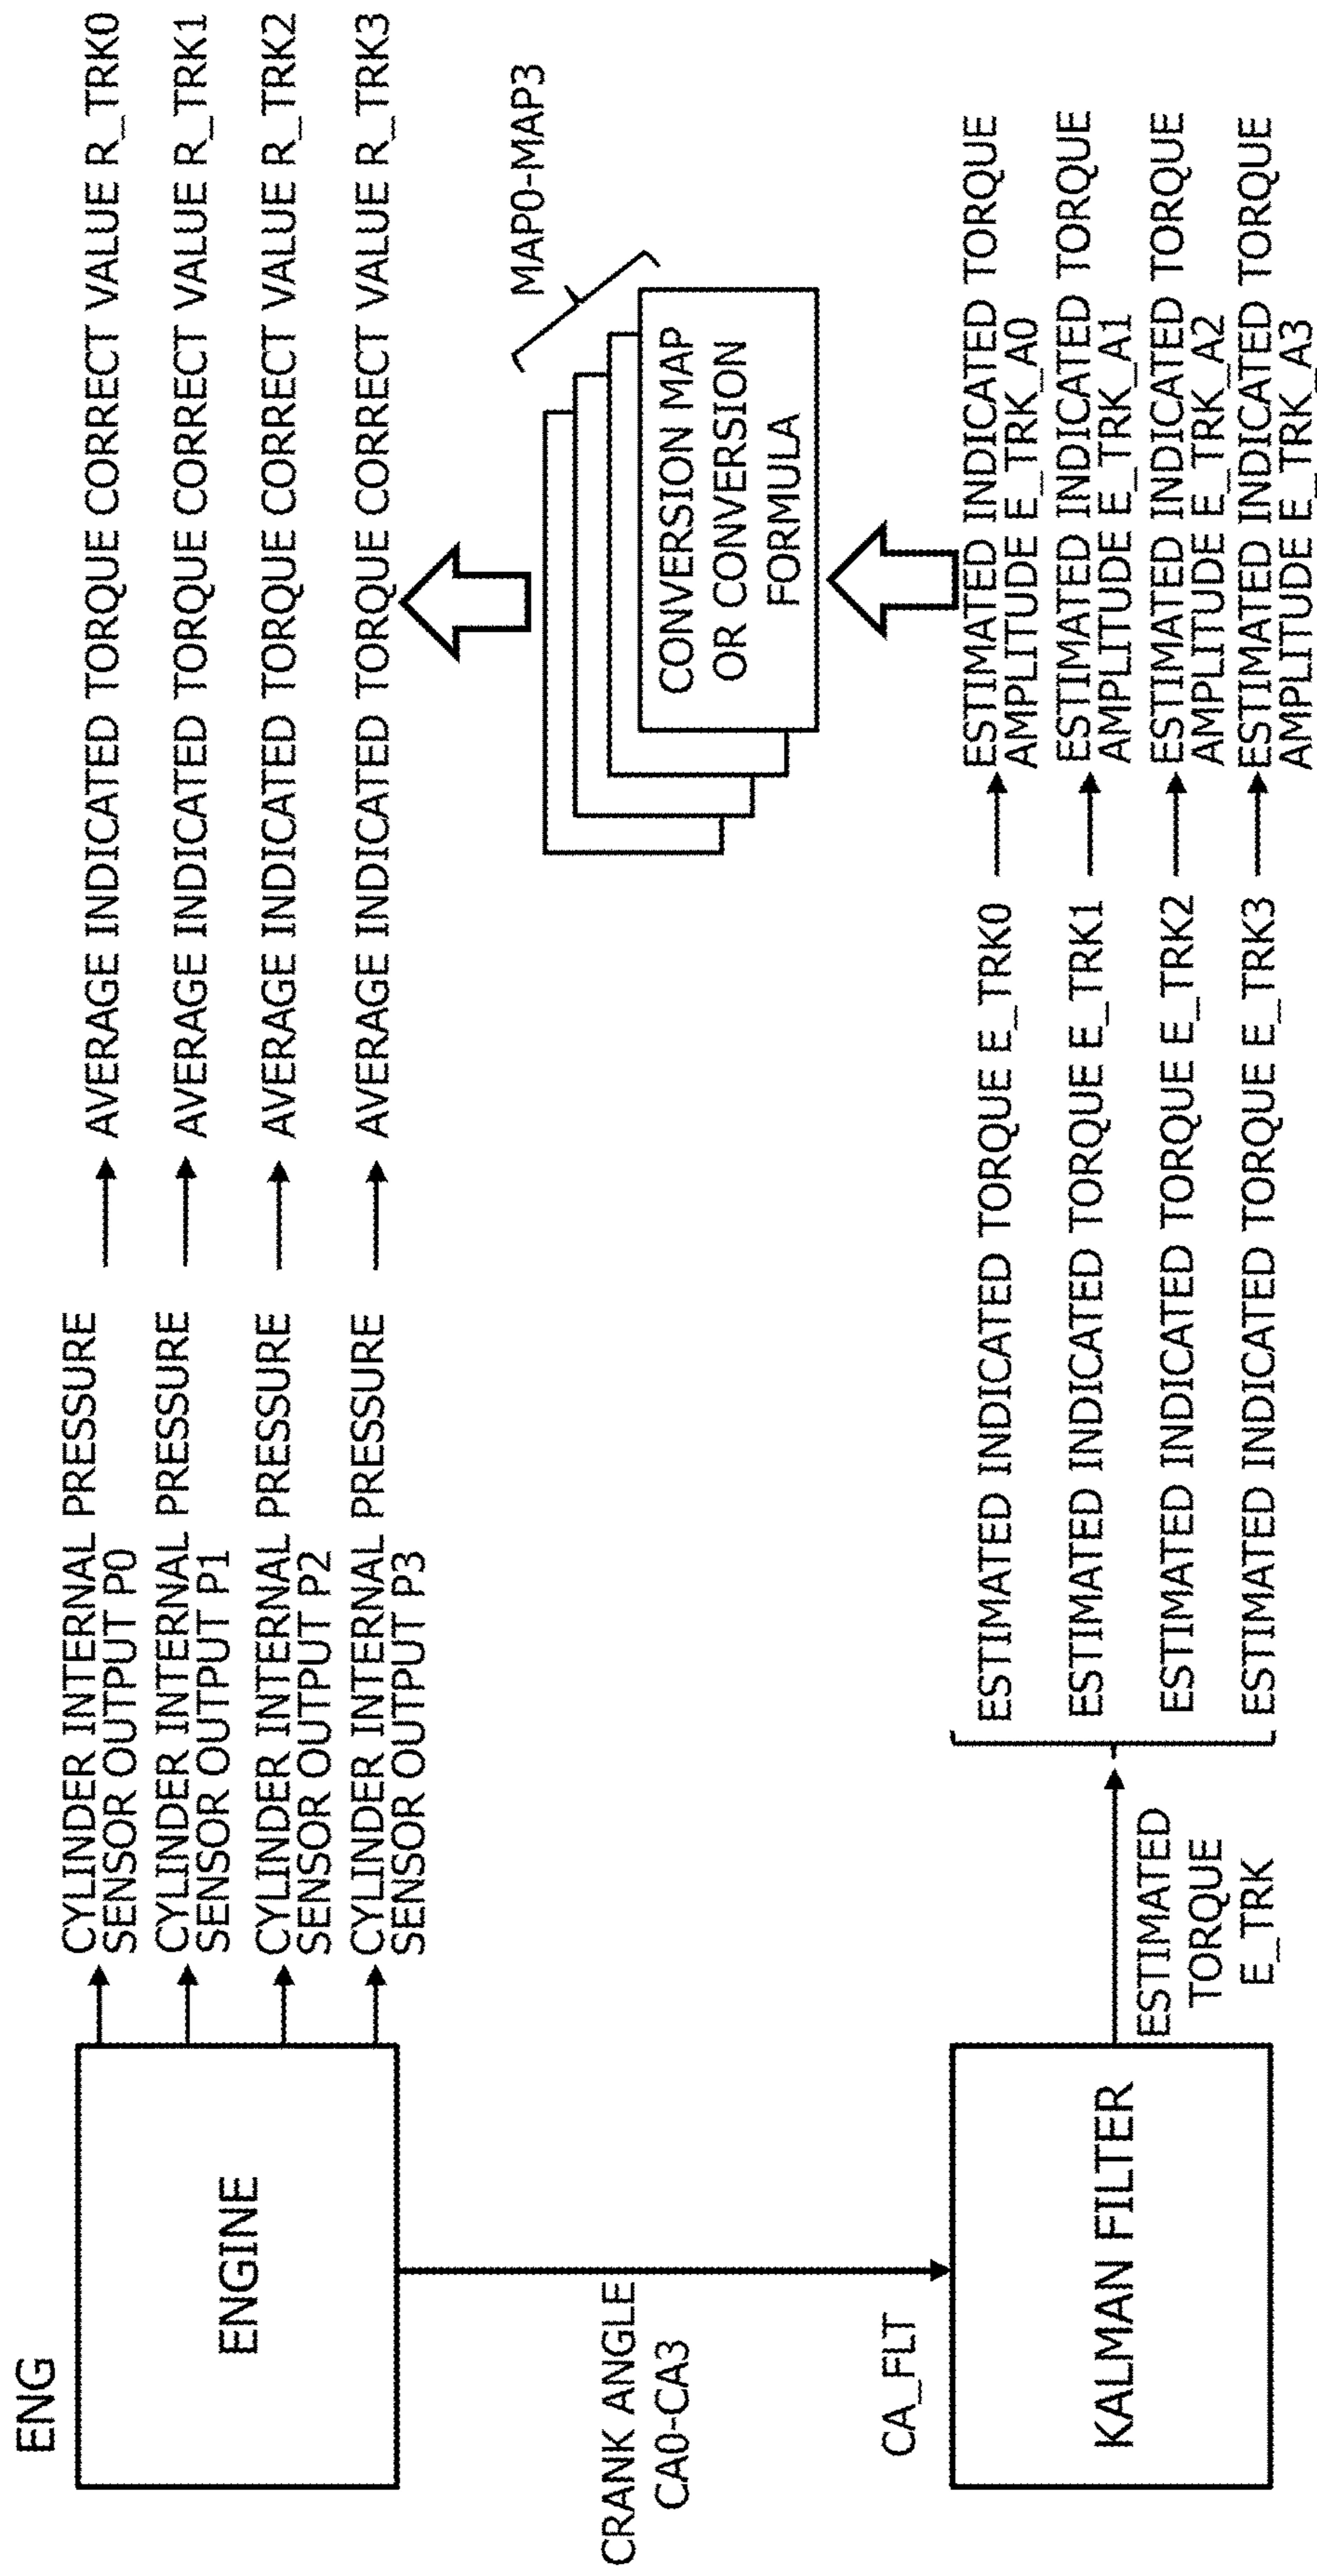 ENG
ENGINE
CYLINDER INTERNAL PRESSURE
SENSOR OUTPUT P0
CYLINDER INTERNAL PRESSURE
SENSOR OUTPUT P1
CYLINDER INTERNAL PRESSURE
SENSOR OUTPUT P2
CYLINDER INTERNAL PRESSURE
SENSOR OUTPUT P3
AVERAGE INDICATED TORQUE CORRECT VALUE R_TRK0
AVERAGE INDICATED TORQUE CORRECT VALUE R_TRK1
AVERAGE INDICATED TORQUE CORRECT VALUE R_TRK2
AVERAGE INDICATED TORQUE CORRECT VALUE R_TRK3
MAP0-MAP3
CONVERSION MAP
OR CONVERSION
FORMULA
CRANK ANGLE
CA0-CA3
CA_FLT
KALMAN FILTER
ESTIMATED
TORQUE
E_TRK
ESTIMATED INDICATED TORQUE E_TRK0
ESTIMATED INDICATED TORQUE E_TRK1
ESTIMATED INDICATED TORQUE E_TRK2
ESTIMATED INDICATED TORQUE E_TRK3
ESTIMATED INDICATED TORQUE
AMPLITUDE E_TRK_A0
ESTIMATED INDICATED TORQUE
AMPLITUDE E_TRK_A1
ESTIMATED INDICATED TORQUE
AMPLITUDE E_TRK_A2
ESTIMATED INDICATED TORQUE
AMPLITUDE E_TRK_A3